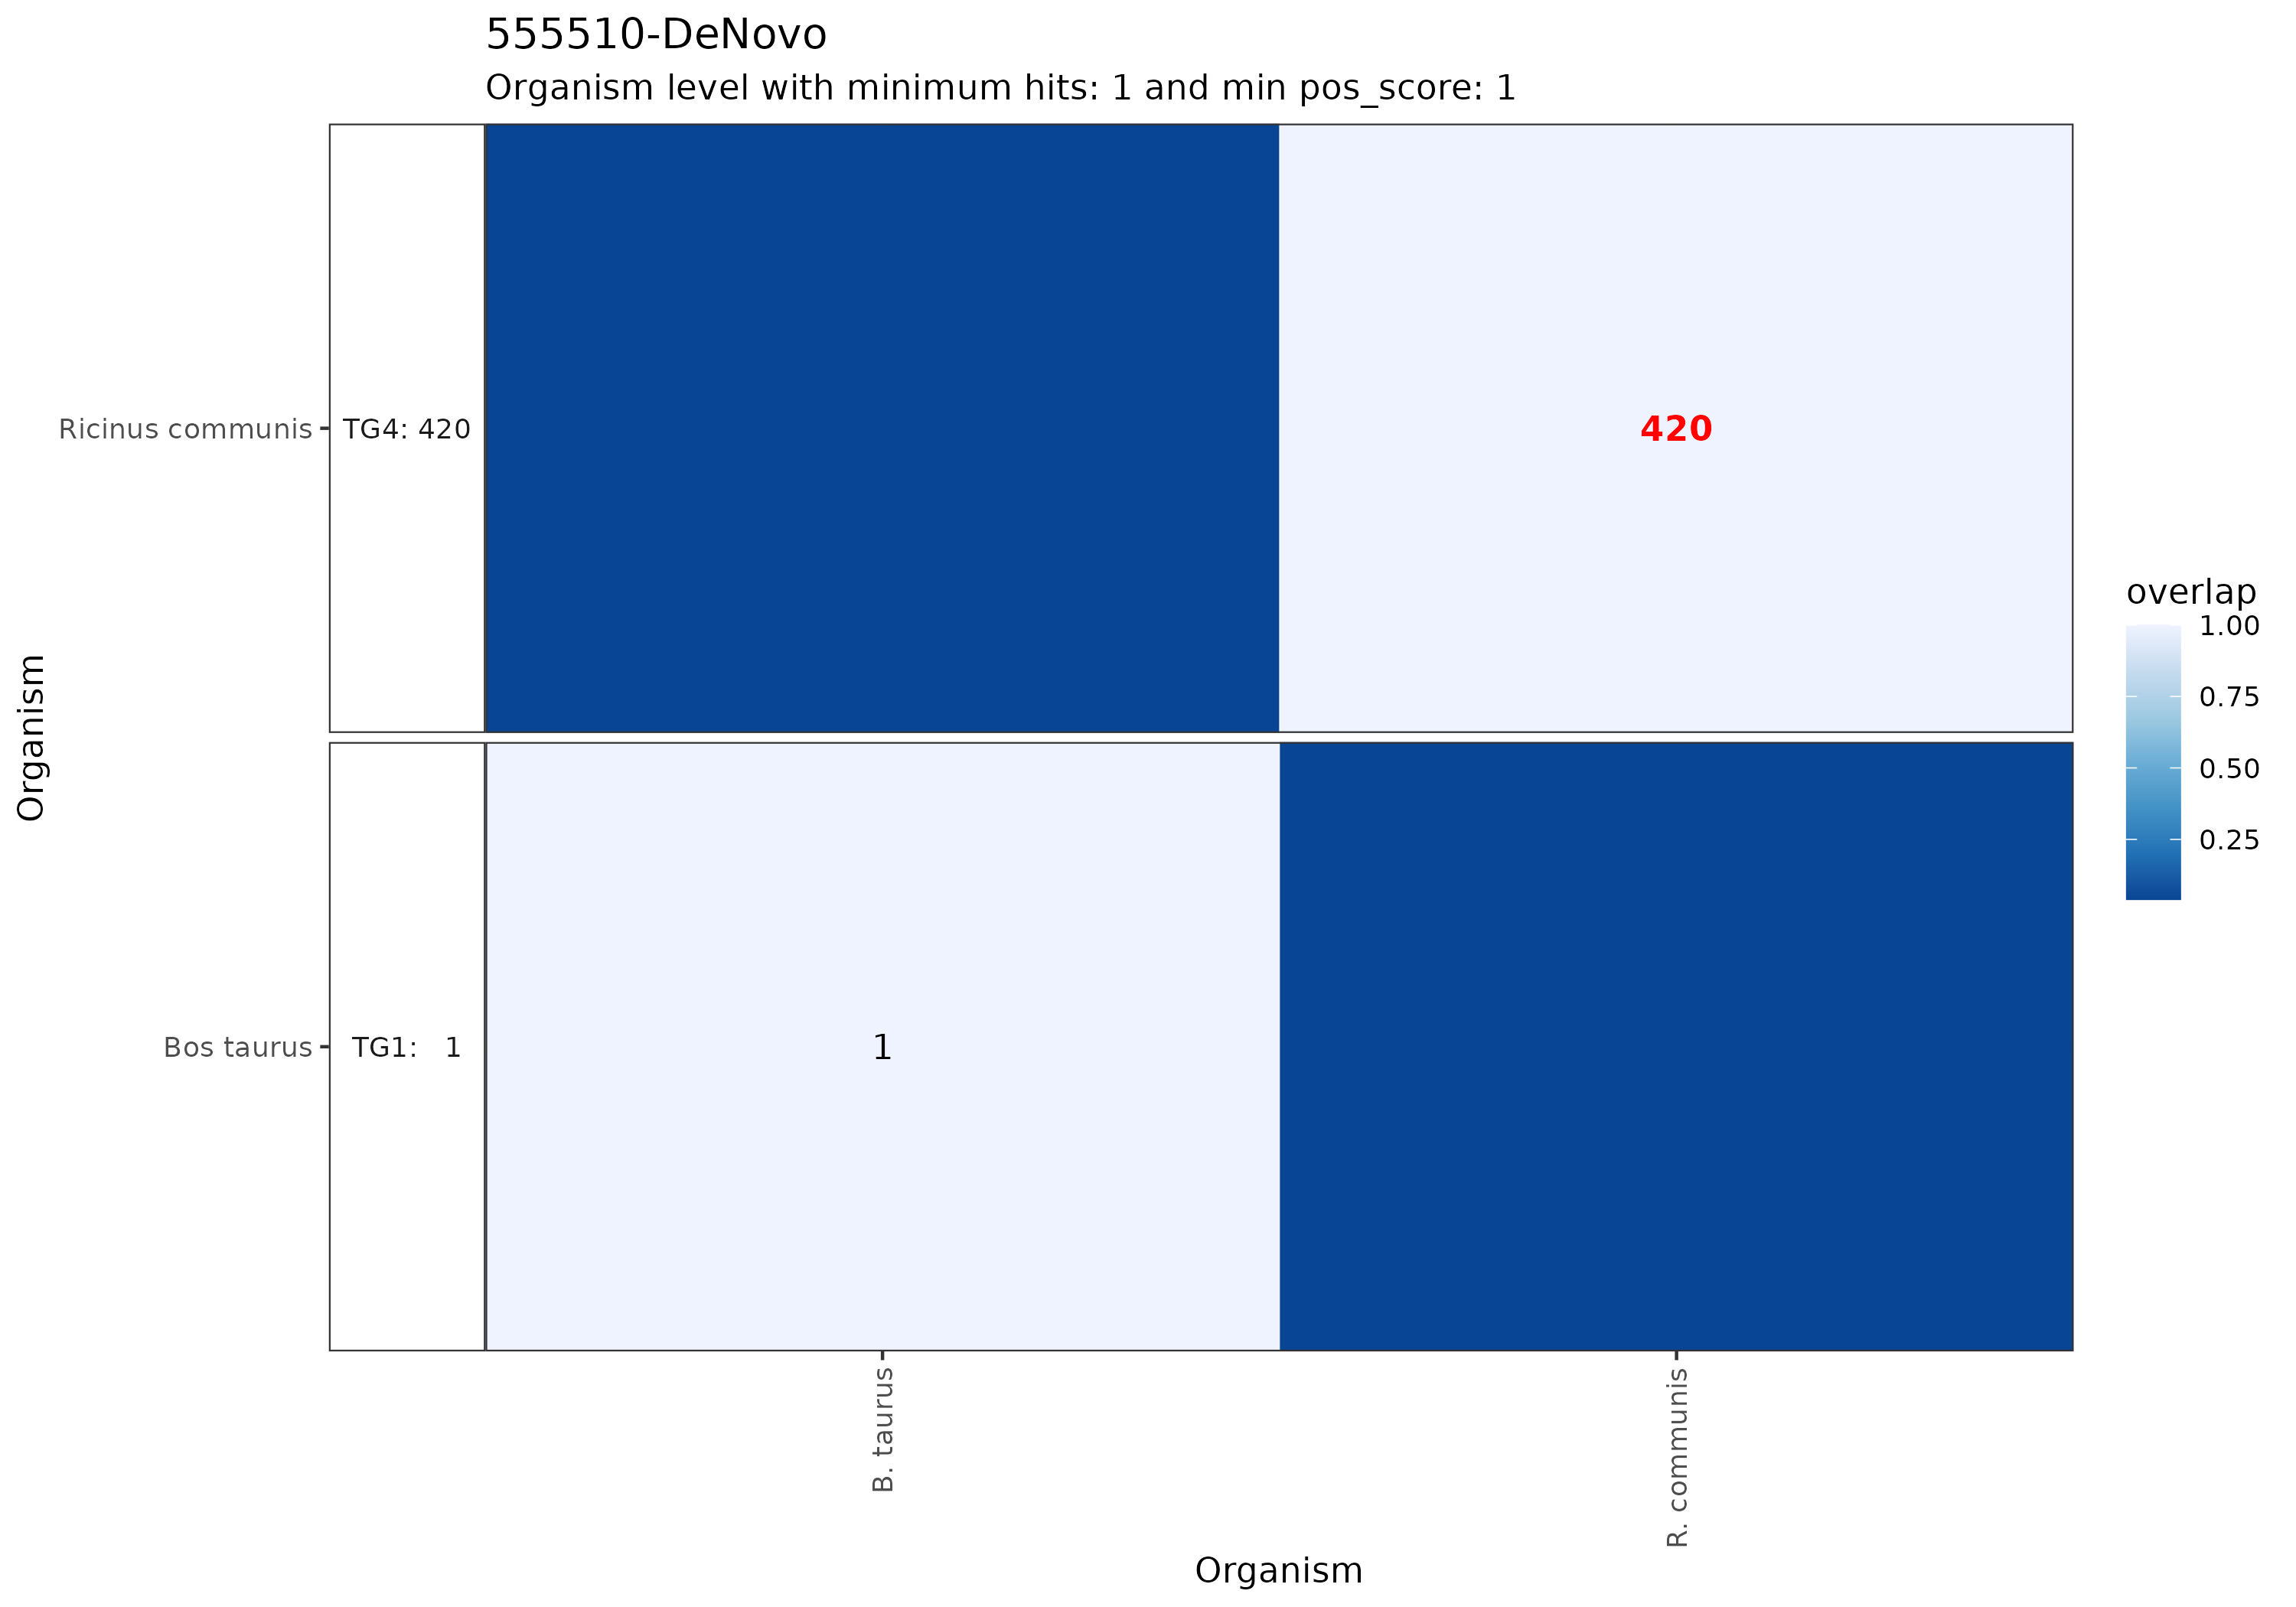 555510-DeNovo
Organism level with minimum hits: 1 and min pos_score: 1
Organism
Ricinus communis
TG4: 420
420
Bos taurus
TG1:   1
1
overlap
1.00
0.75
0.50
0.25
B. taurus
R. communis
Organism